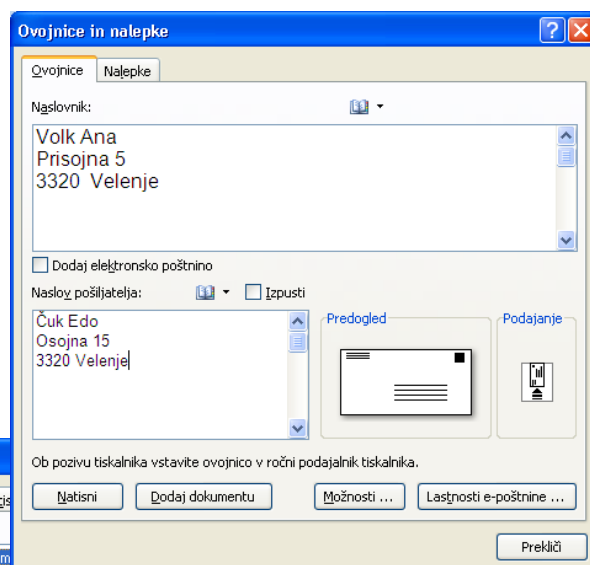 Ovojnice in nalepke
Ovojnice Nalepke
Naslovnik:
Volk Ana
Prisojna 5
3320 Velenje
Dodaj elektronsko poštnino
Naslov pošiljatelja: Izpusti
Čuk Edo
Osojna 15
3320 Velenje
Predogled Podajanje
Ob pozivu tiskalnika vstavite ovojnico v ročni podajalnik tiskalnika.
Natisni Dodaj dokumentu Možnosti ... Lastnosti e-poštnine ...
Prekliči